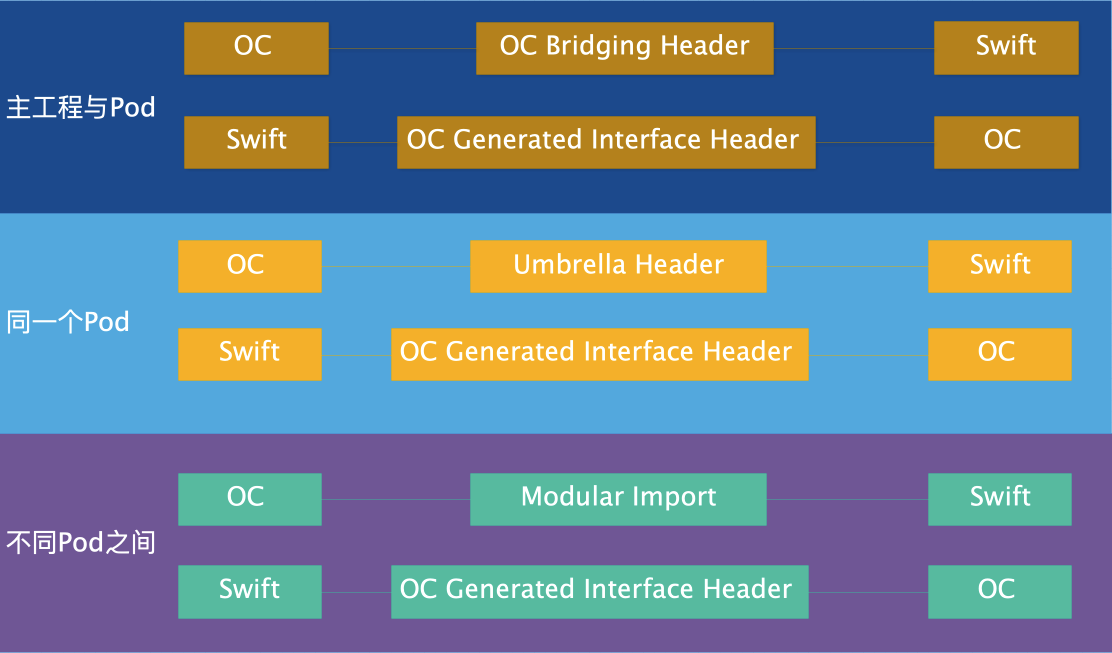 OC OC Bridging Header Swift
主工程与Pod
Swift OC Generated Interface Header OC
OC Umbrella Header Swift
同一个Pod
Swift OC Generated Interface Header OC
OC Modular Import Swift
不同Pod之间
Swift OC Generated Interface Header OC